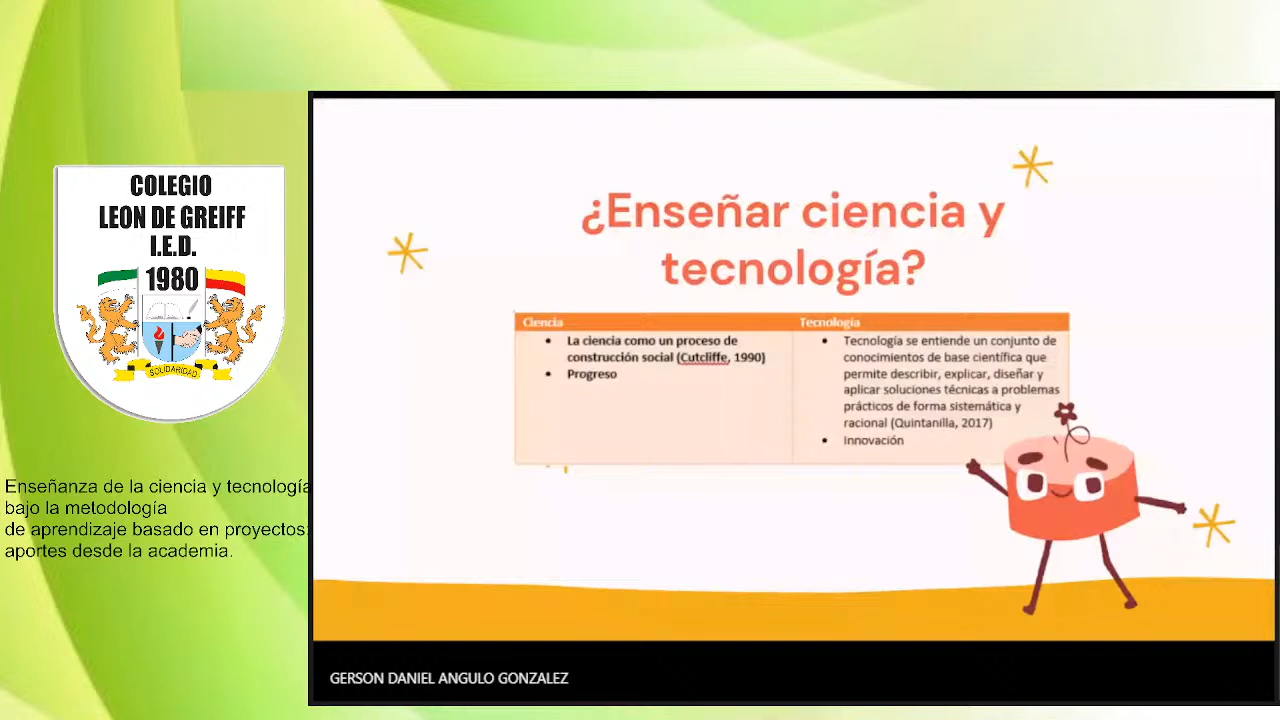 COLEGIO
LEON DE GREIFF
I.E.D.
1980
SOLIDARIDAD
Enseñanza de la ciencia y tecnología
bajo la metodología
de aprendizaje basado en proyectos:
aportes desde la academia.
¿Enseñar ciencia y
tecnología?
Ciencia
La ciencia como un proceso de
construcción social (Cutcliffe, 1990)
Progreso
Tecnología
Tecnología se entiende un conjunto de
conocimientos de base científica que
permite describir, explicar, diseñar y
aplicar soluciones técnicas a problemas
prácticos de forma sistemática y
racional (Quintanilla, 2017)
Innovación
GERSON DANIEL ANGULO GONZALEZ